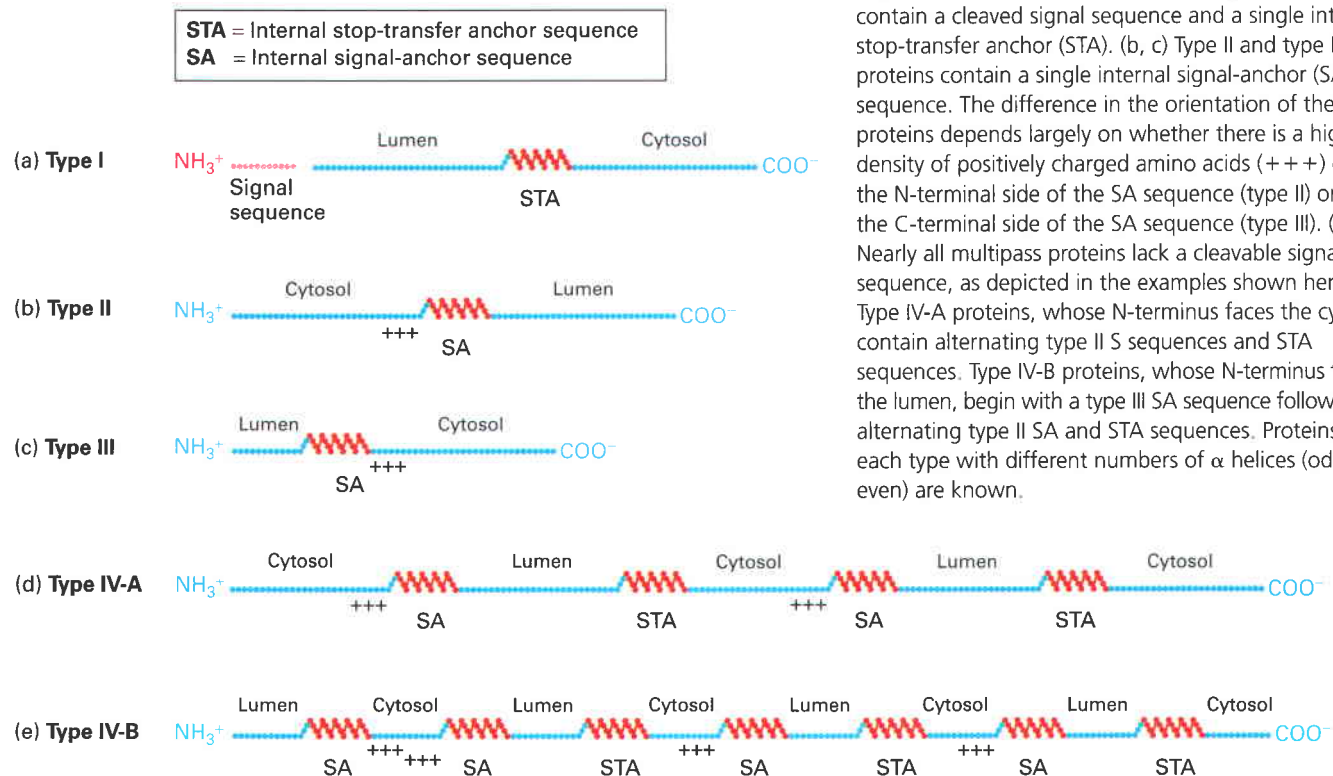 STA = Internal stop-transfer anchor sequence
SA = Internal signal-anchor sequence
contain a cleaved signal sequence and a single int
stop-transfer anchor (STA). (b, c) Type II and type I
proteins contain a single internal signal-anchor (SA
sequence. The difference in the orientation of the
proteins depends largely on whether there is a hig
density of positively charged amino acids (+++)
the N-terminal side of the SA sequence (type II) or
the C-terminal side of the SA sequence (type III). (
Nearly all multipass proteins lack a cleavable signa
sequence, as depicted in the examples shown her
Type IV-A proteins, whose N-terminus faces the cy
contain alternating type II S sequences and STA
sequences. Type IV-B proteins, whose N-terminus
the lumen, begin with a type III SA sequence follow
alternating type II SA and STA sequences. Proteins
each type with different numbers of α helices (od
even) are known.
Lumen Cytosol
(a) Type I NH₃⁺ COO⁻
Signal sequence STA
Cytosol Lumen
(b) Type II NH₃⁺ COO⁻
+++ SA
Lumen Cytosol
(c) Type III NH₃⁺ COO⁻
SA +++
Cytosol Lumen Cytosol Lumen Cytosol
(d) Type IV-A NH₃⁺ COO⁻
+++ SA STA +++ SA STA
Lumen Cytosol Lumen Cytosol Lumen Cytosol Lumen Cytosol
(e) Type IV-B NH₃⁺ COO⁻
SA +++ +++ SA STA +++ SA STA +++ SA STA